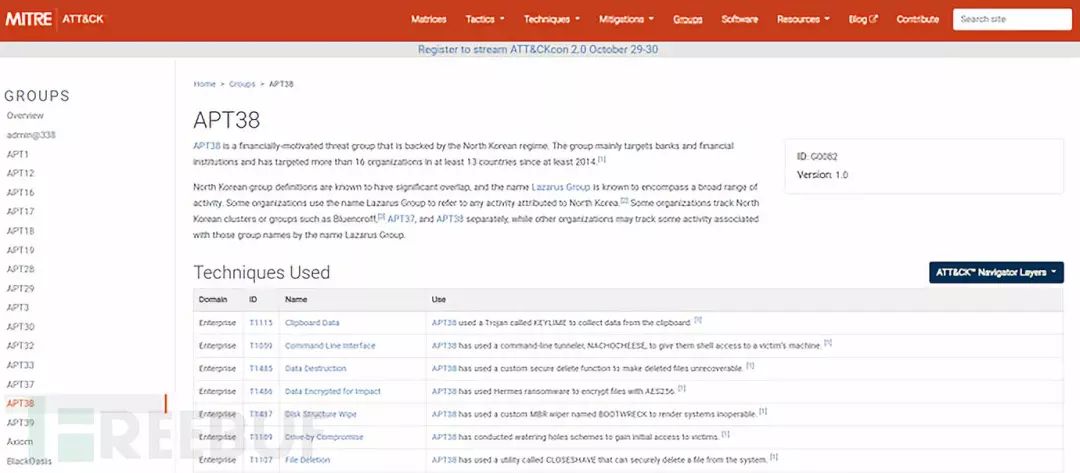 MITRE | ATT&CK
Matrices Tactics Techniques Mitigations Groups Software Resources Blog Contribute Search site
Register to stream ATT&CKcon 2.0 October 29-30
GROUPS
Overview
admin@338
APT1
APT12
APT16
APT17
APT18
APT19
APT28
APT29
APT3
APT30
APT32
APT33
APT37
APT38
APT39
Axiom
BlackOasis
Home > Groups > APT38
APT38
APT38 is a financially-motivated threat group that is backed by the North Korean regime. The group mainly targets banks and financial
institutions and has targeted more than 16 organizations in at least 13 countries since at least 2014.[1]
North Korean group definitions are known to have significant overlap, and the name Lazarus Group is known to encompass a broad range of
activity. Some organizations use the name Lazarus Group to refer to any activity attributed to North Korea.[2] Some organizations track North
Korean clusters or groups such as Bluenoroff,[3] APT37, and APT38 separately, while other organizations may track some activity associated
with those group names by the name Lazarus Group.
ID: G0082
Version: 1.0
Techniques Used
ATT&CK™ Navigator Layers
Domain ID Name Use
Enterprise T1115 Clipboard Data APT38 used a Trojan called KEYLIME to collect data from the clipboard. [1]
Enterprise T1059 Command-Line Interface APT38 has used a command-line tunneler, NACHOCHEESE, to give them shell access to a victim's machine. [1]
Enterprise T1485 Data Destruction APT38 has used a custom secure delete function to make deleted files unrecoverable. [1]
Enterprise T1486 Data Encrypted for Impact APT38 has used Hermes ransomware to encrypt files with AES256. [1]
Enterprise T1487 Disk Structure Wipe APT38 has used a custom MBR wiper named BOOTWRECK to render systems inoperable. [1]
Enterprise T1189 Drive-by Compromise APT38 has conducted watering holes schemes to gain initial access to victims. [1]
Enterprise T1107 File Deletion APT38 has used a utility called CLOSESHAVE that can securely delete a file from the system. [1]
FREEBUF